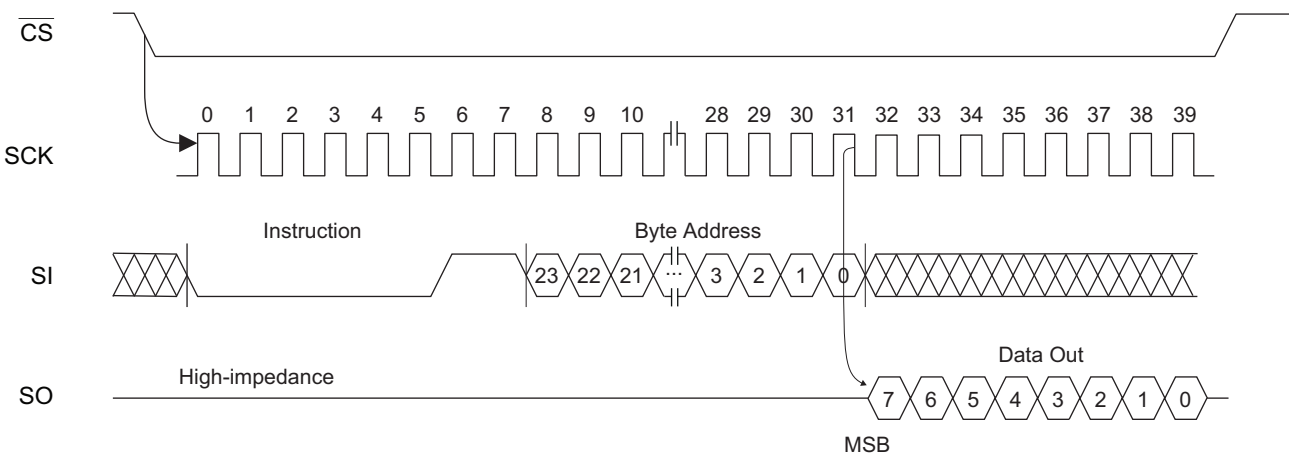 CS
0 1 2 3 4 5 6 7 8 9 10 28 29 30 31 32 33 34 35 36 37 38 39
SCK
Instruction Byte Address
SI 23 22 21 ... 3 2 1 0
Data Out
High-impedance
SO 7 6 5 4 3 2 1 0
MSB